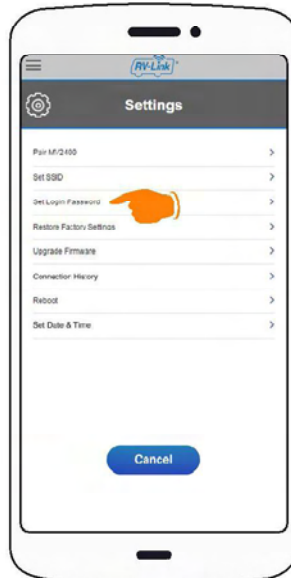 RV-Link
Settings
Pair MV2400
Set SSID
Set Login Password
Restore Factory Settings
Upgrade Firmware
Connection History
Reboot
Set Date & Time
Cancel